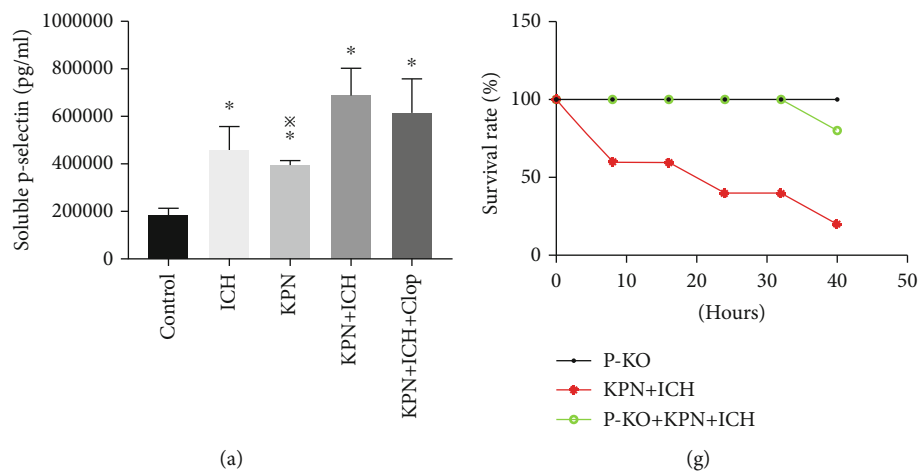 Soluble p-selectin (pg/ml)
1000000
800000
600000
400000
200000
0
*
※
*
*
*
Control
ICH
KPN
KPN+ICH
KPN+ICH+Clop
(a)
Survival rate (%)
150
100
50
0
0 10 20 30 40 50
(Hours)
P-KO
KPN+ICH
P-KO+KPN+ICH
(g)